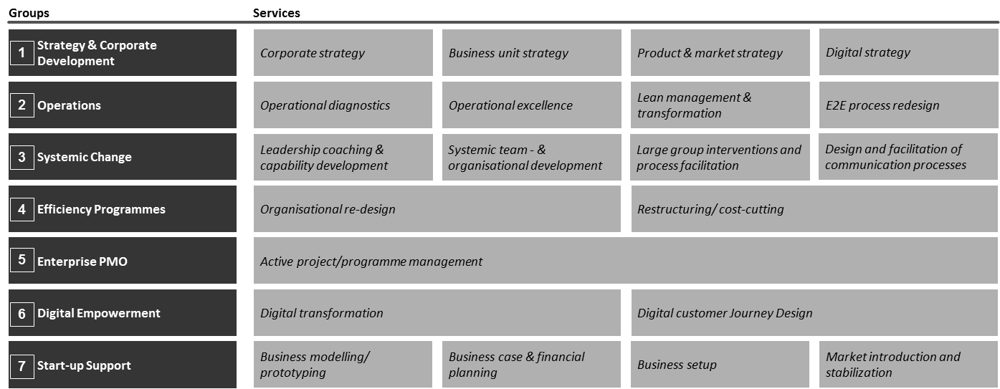 Groups Services
1 Strategy & Corporate Development Corporate strategy Business unit strategy Product & market strategy Digital strategy
2 Operations Operational diagnostics Operational excellence Lean management & transformation E2E process redesign
3 Systemic Change Leadership coaching & capability development Systemic team - & organisational development Large group interventions and process facilitation Design and facilitation of communication processes
4 Efficiency Programmes Organisational re-design Restructuring/ cost-cutting
5 Enterprise PMO Active project/programme management
6 Digital Empowerment Digital transformation Digital customer Journey Design
7 Start-up Support Business modelling/ prototyping Business case & financial planning Business setup Market introduction and stabilization